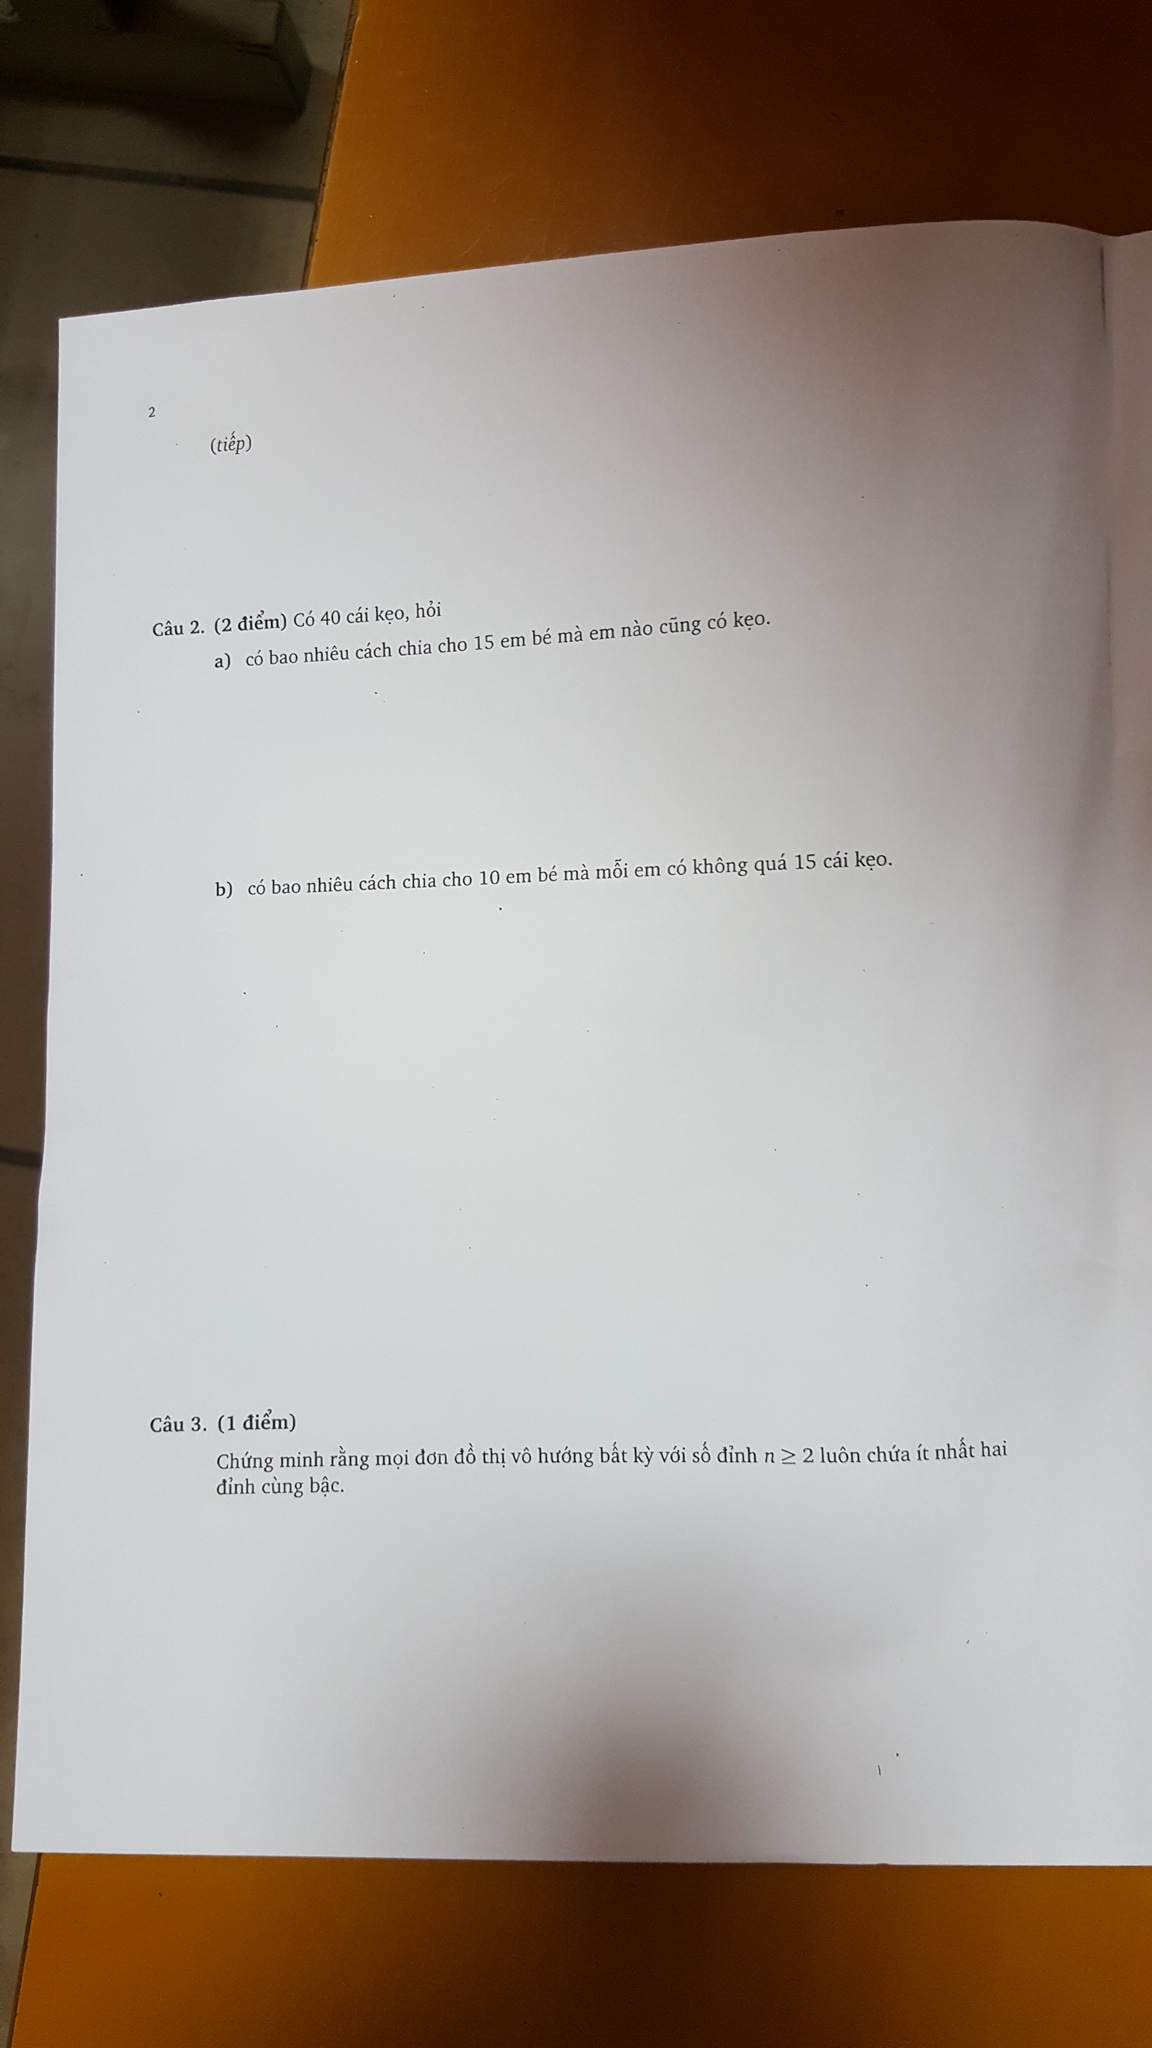 2
(tiếp)
Câu 2. (2 điểm) Có 40 cái kẹo, hỏi
a) có bao nhiêu cách chia cho 15 em bé mà em nào cũng có kẹo.
b) có bao nhiêu cách chia cho 10 em bé mà mỗi em có không quá 15 cái kẹo.
Câu 3. (1 điểm)
Chứng minh rằng mọi đơn đồ thị vô hướng bất kỳ với số đỉnh n ≥ 2 luôn chứa ít nhất hai
đỉnh cùng bậc.